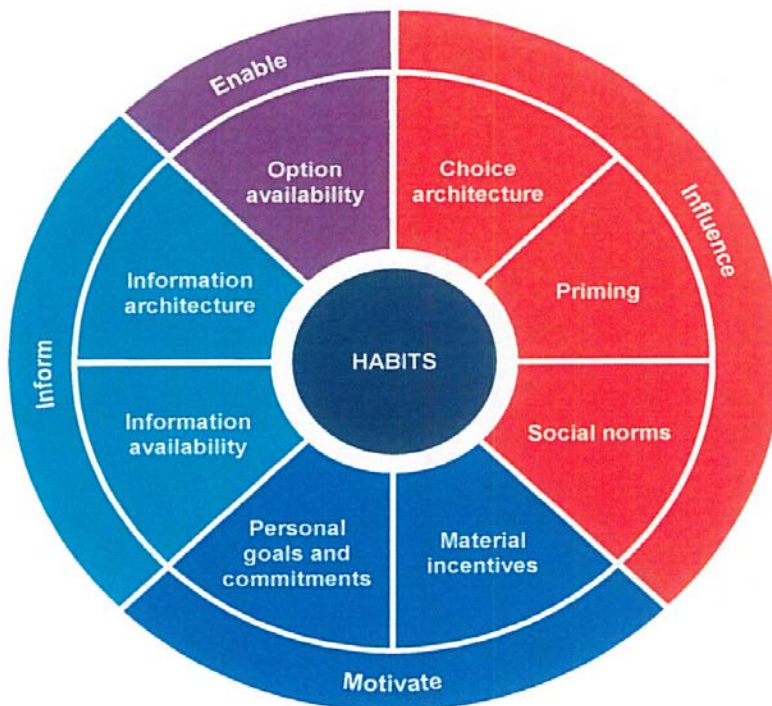 Enable
Option
availability
Choice
architecture
Influence
Priming
Social norms
Material
incentives
Motivate
Personal
goals and
commitments
Information
availability
Inform
Information
architecture
HABITS